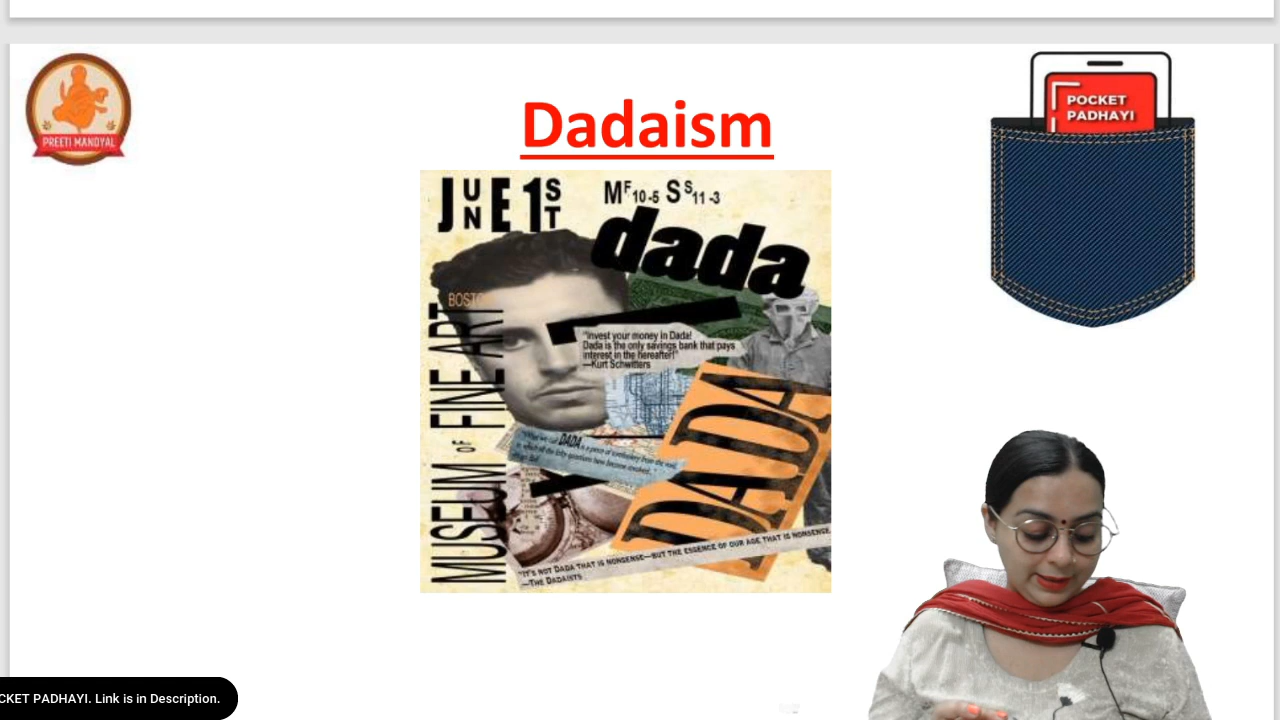 PREETI MANDYAL
POCKET
PADHAYI
Dadaism
JUNE 1ST
MF 10-5 SS 11-3
dada
BOSTON
MUSEUM OF FINE ART
"Invest your money in Dada!
Dada is the only savings bank that pays
interest in the hereafter!"
—Kurt Schwitters
DADA
DADA
"IT'S NOT DADA THAT IS NONSENSE—BUT THE ESSENCE OF OUR AGE THAT IS NONSENSE
—THE DADAISTS
CKET PADHAYI. Link is in Description.